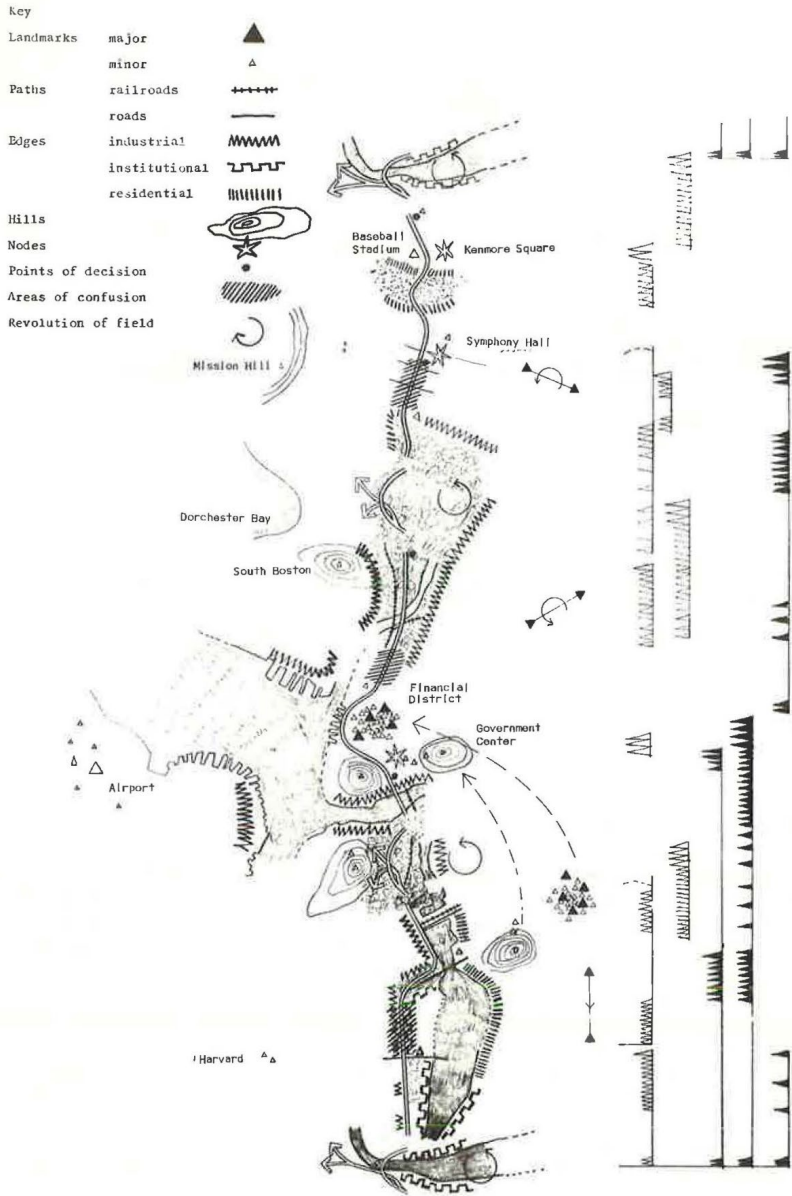 Key
Landmarks major
minor
Paths railroads
roads
Edges industrial
institutional
residential
Hills
Nodes
Points of decision
Areas of confusion
Revolution of field
Baseball
Stadium
Kenmore Square
Symphony Hall
Mission Hill
Dorchester Bay
South Boston
Financial
District
Government
Center
Airport
Harvard